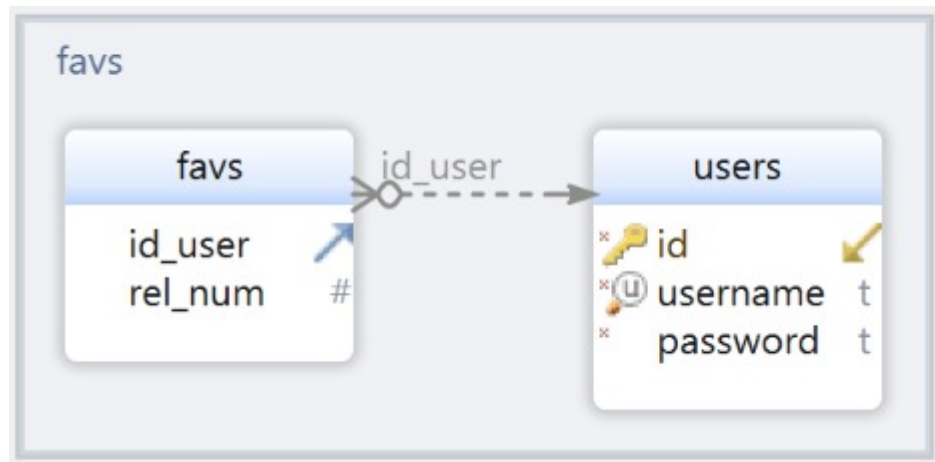 favs
favs
id_user
users
id_user
rel_num #
id
u username t
password t